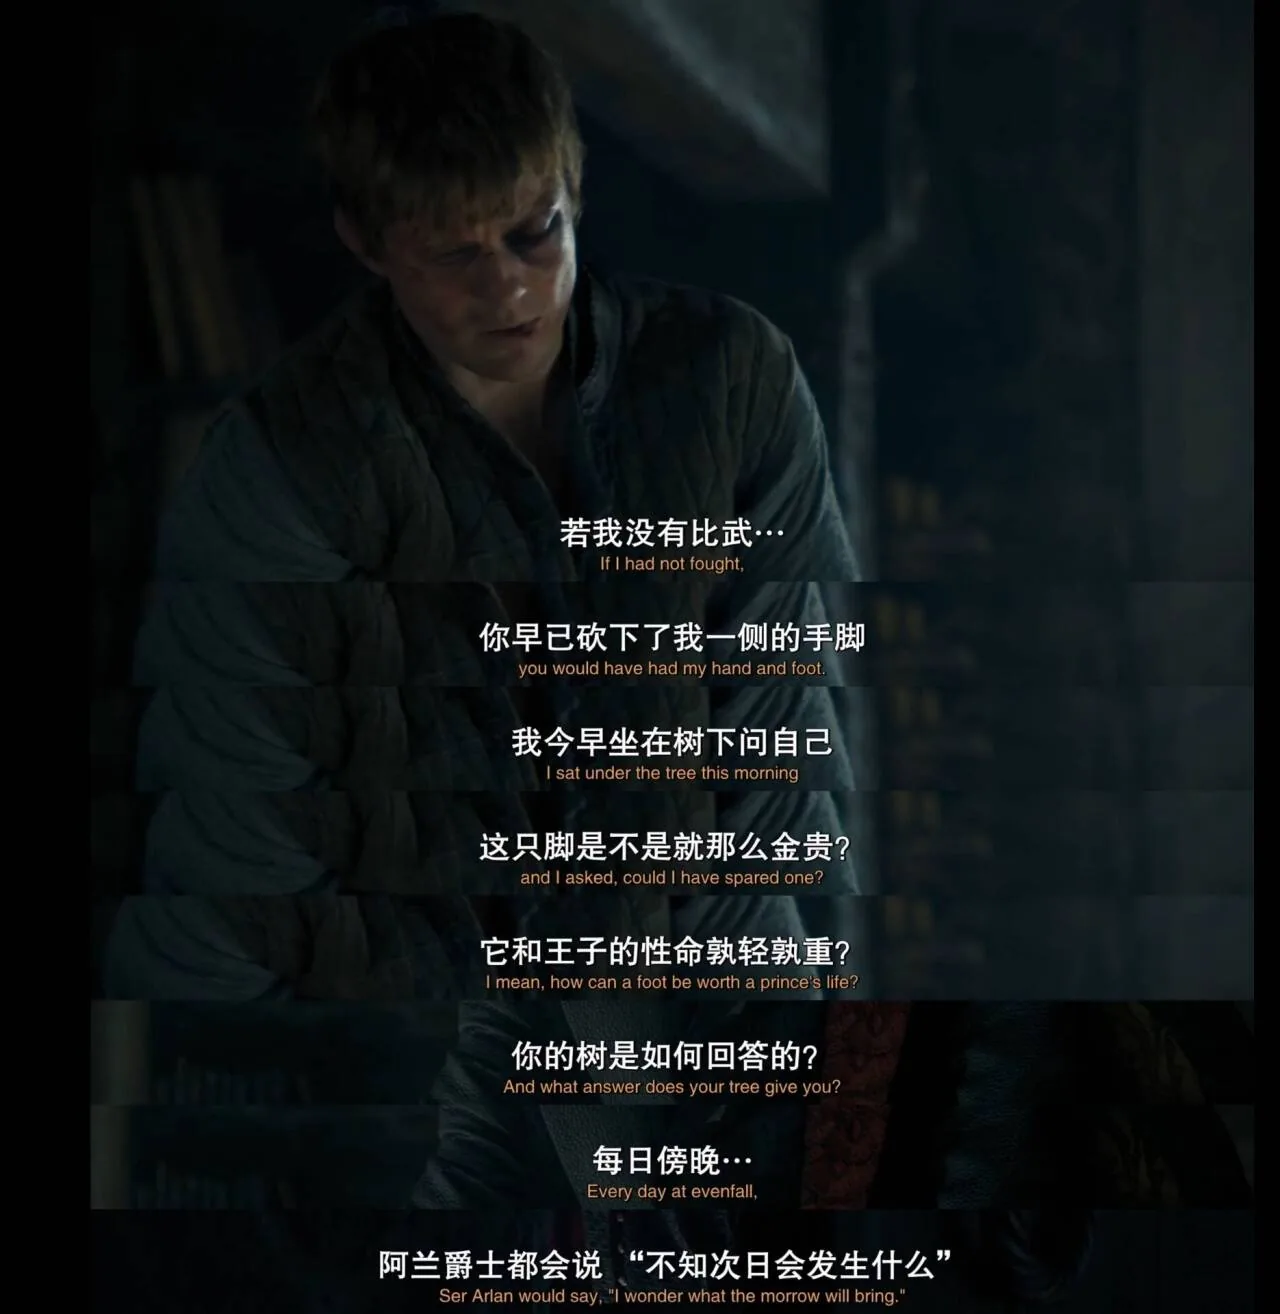 若我没有比武…
If I had not fought,
你早已砍下了我一侧的手脚
you would have had my hand and foot.
我今早坐在树下问自己
I sat under the tree this morning
这只脚是不是就那么金贵?
and I asked, could I have spared one?
它和王子的性命孰轻孰重?
I mean, how can a foot be worth a prince's life?
你的树是如何回答的?
And what answer does your tree give you?
每日傍晚…
Every day at evenfall,
阿兰爵士都会说 “不知次日会发生什么”
Ser Arlan would say, "I wonder what the morrow will bring."